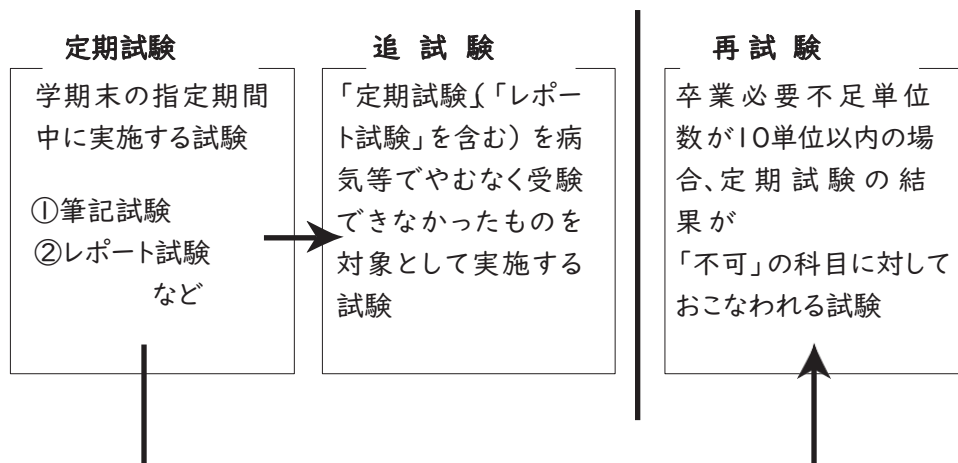 定期試験
学期末の指定期間
中に実施する試験
①筆記試験
②レポート試験
など
追試験
「定期試験」(「レポー
ト試験」を含む)を病
気等でやむなく受験
できなかったものを
対象として実施する
試験
再試験
卒業必要不足単位
数が10単位以内の場
合、定期試験の結
果が
「不可」の科目に対して
おこなわれる試験